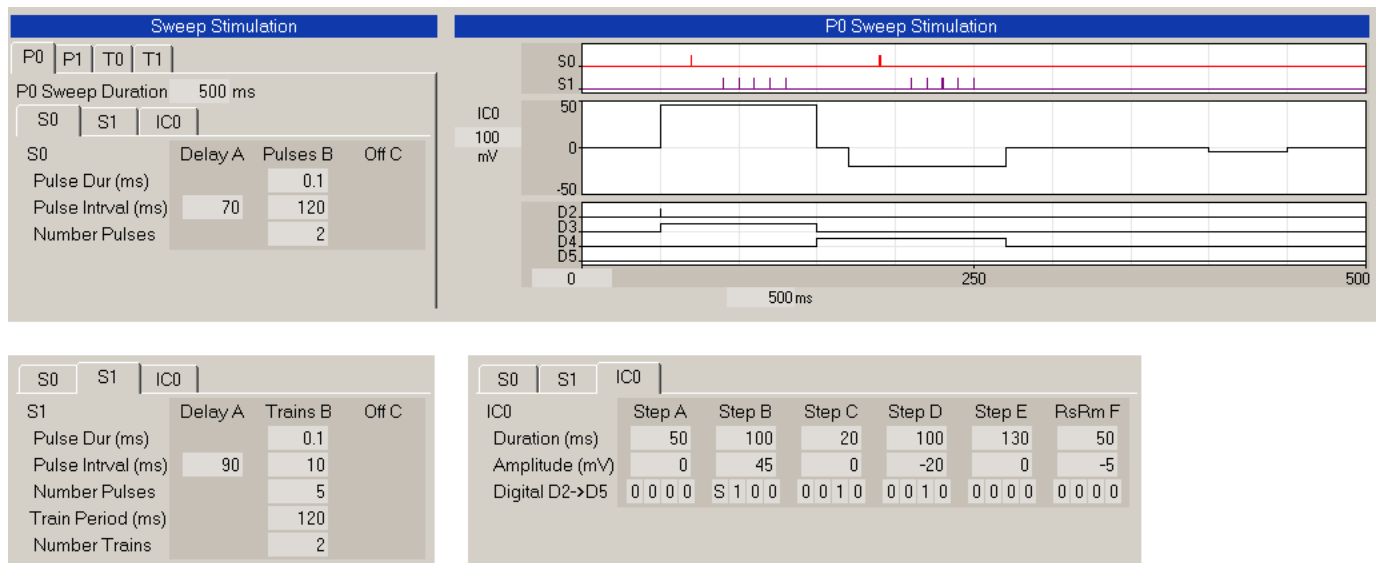 Sweep Stimulation
P0 P1 T0 T1
P0 Sweep Duration 500 ms
S0 S1 IC0
S0 Delay A Pulses B Off C
Pulse Dur (ms) 0.1
Pulse Intrval (ms) 70 120
Number Pulses 2
P0 Sweep Stimulation
S0
S1
IC0
100
mV
50
0
-50
D2
D3
D4
D5
0 250 500
500 ms
S0 S1 IC0
S1 Delay A Trains B Off C
Pulse Dur (ms) 0.1
Pulse Intrval (ms) 90 10
Number Pulses 5
Train Period (ms) 120
Number Trains 2
S0 S1 IC0
IC0 Step A Step B Step C Step D Step E RsRm F
Duration (ms) 50 100 20 100 130 50
Amplitude (mV) 0 45 0 -20 0 -5
Digital D2->D5 0 0 0 0 S 1 0 0 0 0 1 0 0 0 1 0 0 0 0 0 0 0 0 0